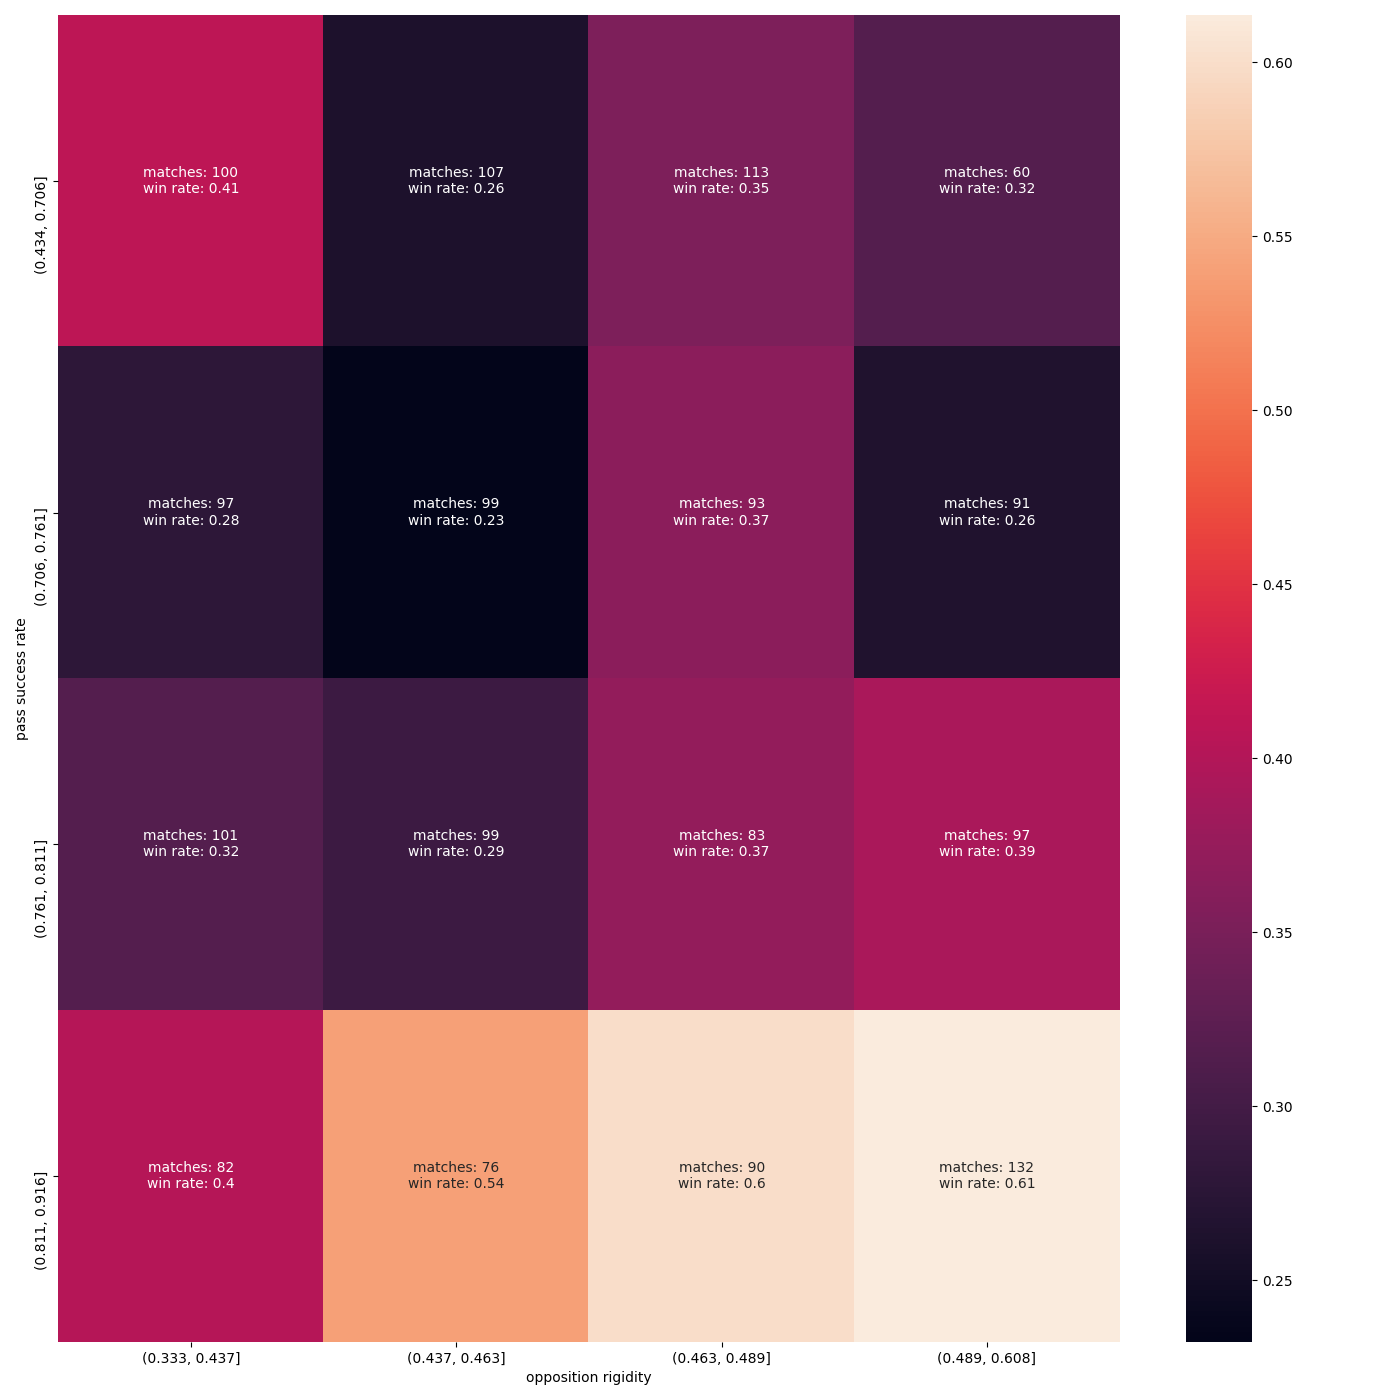 matches: 100
win rate: 0.41
matches: 107
win rate: 0.26
matches: 113
win rate: 0.35
matches: 60
win rate: 0.32
matches: 97
win rate: 0.28
matches: 99
win rate: 0.23
matches: 93
win rate: 0.37
matches: 91
win rate: 0.26
matches: 101
win rate: 0.32
matches: 99
win rate: 0.29
matches: 83
win rate: 0.37
matches: 97
win rate: 0.39
matches: 82
win rate: 0.4
matches: 76
win rate: 0.54
matches: 90
win rate: 0.6
matches: 132
win rate: 0.61
(0.434, 0.706]
(0.706, 0.761]
(0.761, 0.811]
(0.811, 0.916]
pass success rate
(0.333, 0.437]
(0.437, 0.463]
(0.463, 0.489]
(0.489, 0.608]
opposition rigidity
0.60
0.55
0.50
0.45
0.40
0.35
0.30
0.25